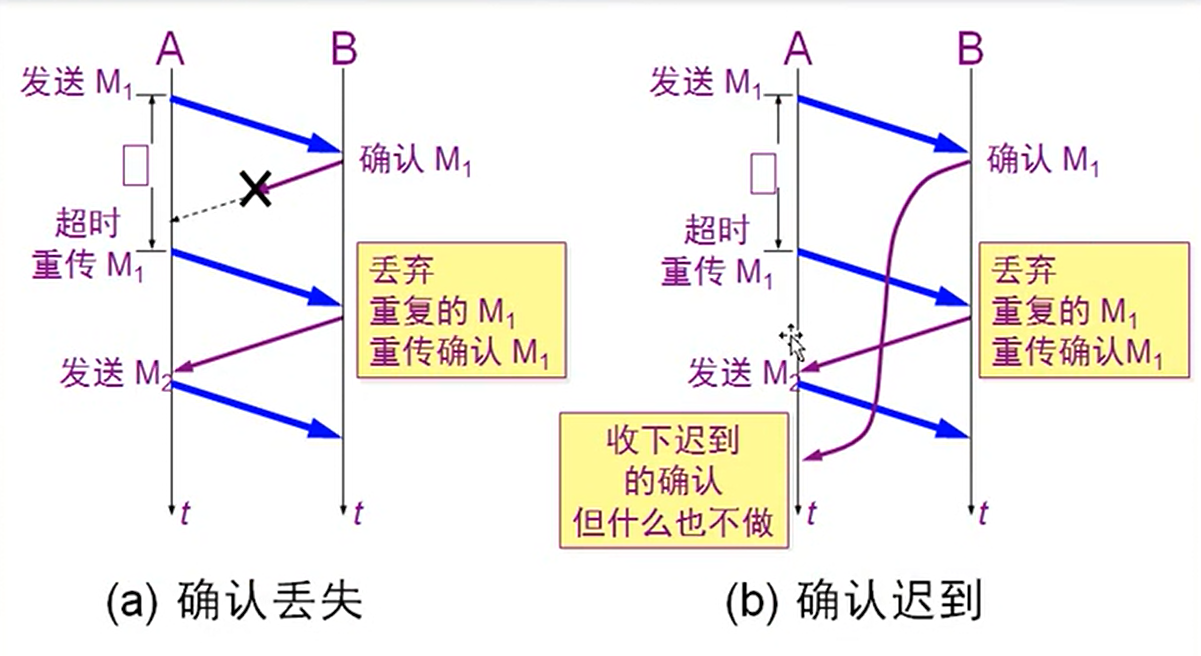 A
B
发送 M1
确认 M1
超时
重传 M1
丢弃
重复的 M1
重传确认 M1
发送 M2
t
t
(a) 确认丢失
A
B
发送 M1
确认 M1
超时
重传 M1
丢弃
重复的 M1
重传确认M1
发送 M2
收下迟到
的确认
但什么也不做
t
t
(b) 确认迟到